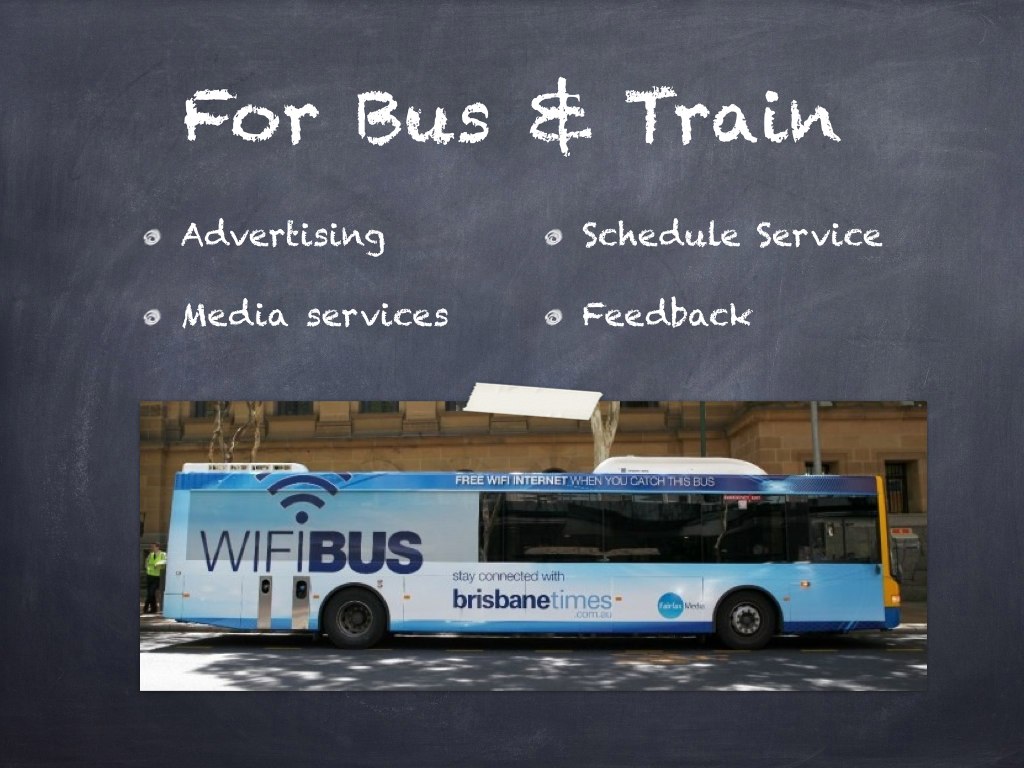 For Bus & Train
Advertising
Schedule Service
Media services
Feedback
FREE WIFI INTERNET WHEN YOU CATCH THIS BUS
WIFIBUS
stay connected with
brisbanetimes
.com.au
Fairfax Media